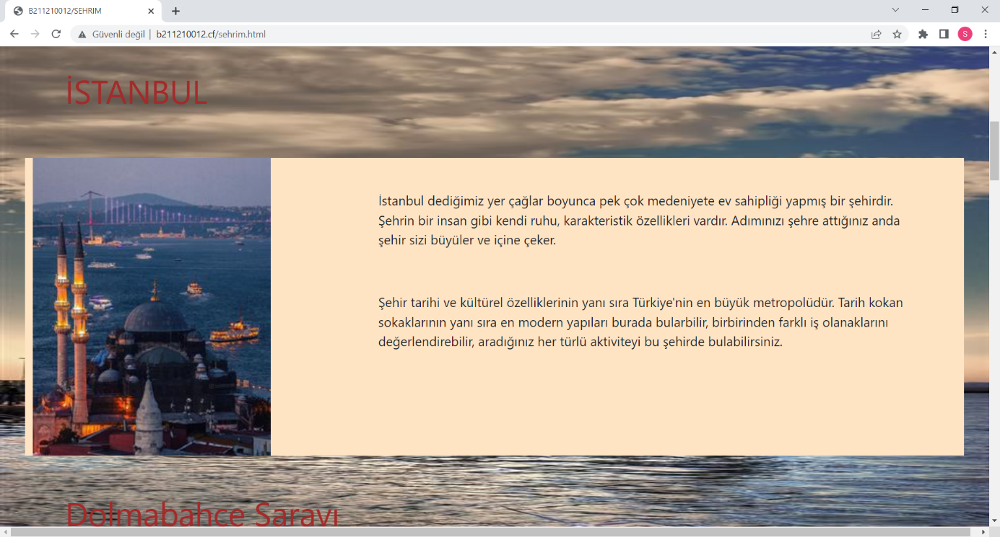 B211210012/SEHRIM
Güvenli değil | b211210012.cf/sehrim.html
S
İSTANBUL
İstanbul dediğimiz yer çağlar boyunca pek çok medeniyete ev sahipliği yapmış bir şehirdir.
Şehrin bir insan gibi kendi ruhu, karakteristik özellikleri vardır. Adımınızı şehre attığınız anda
şehir sizi büyüler ve içine çeker.
Şehir tarihi ve kültürel özelliklerinin yanı sıra Türkiye'nin en büyük metropolüdür. Tarih kokan
sokaklarının yanı sıra en modern yapıları burada bularbilir, birbirinden farklı iş olanaklarını
değerlendirebilir, aradığınız her türlü aktiviteyi bu şehirde bulabilirsiniz.
Dolmabahçe Sarayı